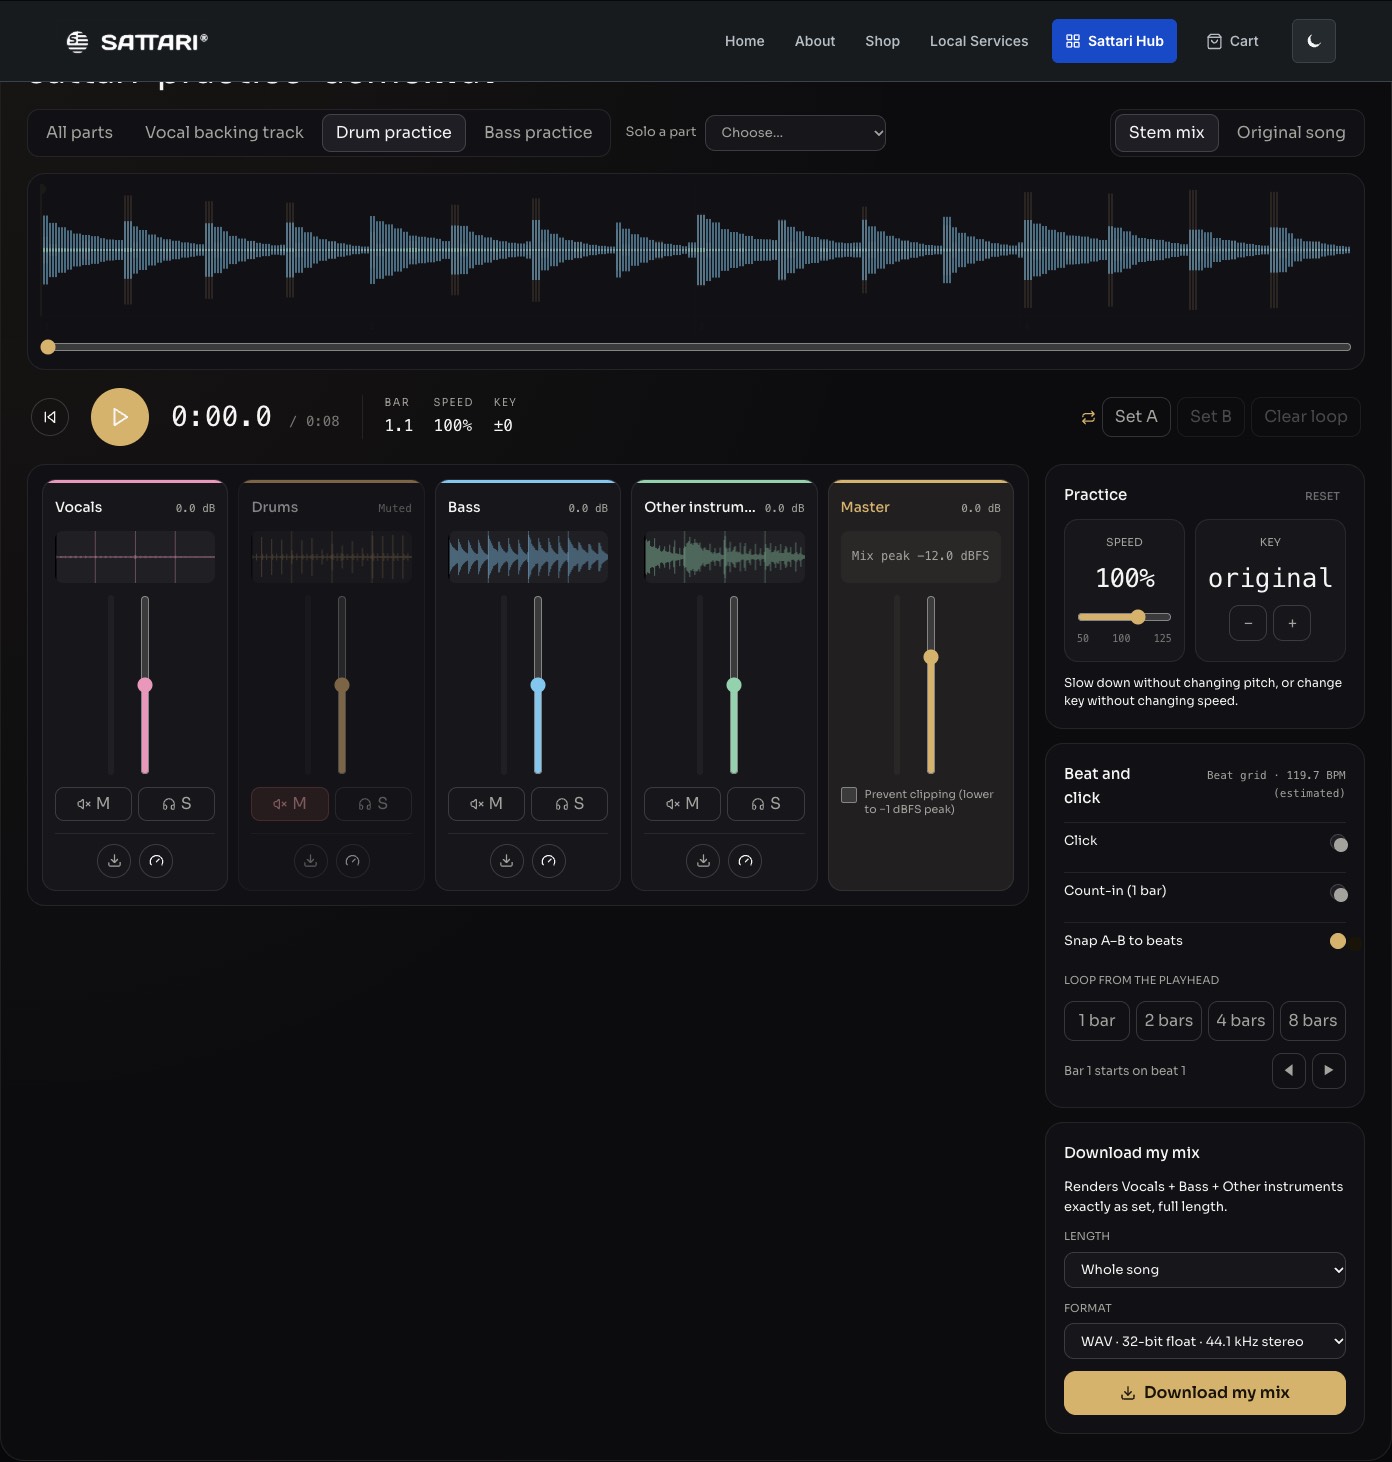 SATTARI®
Home About Shop Local Services Sattari Hub Cart
All parts Vocal backing track Drum practice Bass practice Solo a part Choose... Stem mix Original song
0:00.0 / 0:08
BAR SPEED KEY
1.1 100% ±0
Set A Set B Clear loop
Vocals 0.0 dB
M S
Drums Muted
M S
Bass 0.0 dB
M S
Other instrum... 0.0 dB
M S
Master 0.0 dB
Mix peak −12.0 dBFS
Prevent clipping (lower
to −1 dBFS peak)
Practice RESET
SPEED
100%
50 100 125
KEY
original
− +
Slow down without changing pitch, or change
key without changing speed.
Beat and
click
Beat grid · 119.7 BPM
(estimated)
Click
Count-in (1 bar)
Snap A–B to beats
LOOP FROM THE PLAYHEAD
1 bar 2 bars 4 bars 8 bars
Bar 1 starts on beat 1
Download my mix
Renders Vocals + Bass + Other instruments
exactly as set, full length.
LENGTH
Whole song
FORMAT
WAV · 32-bit float · 44.1 kHz stereo
Download my mix